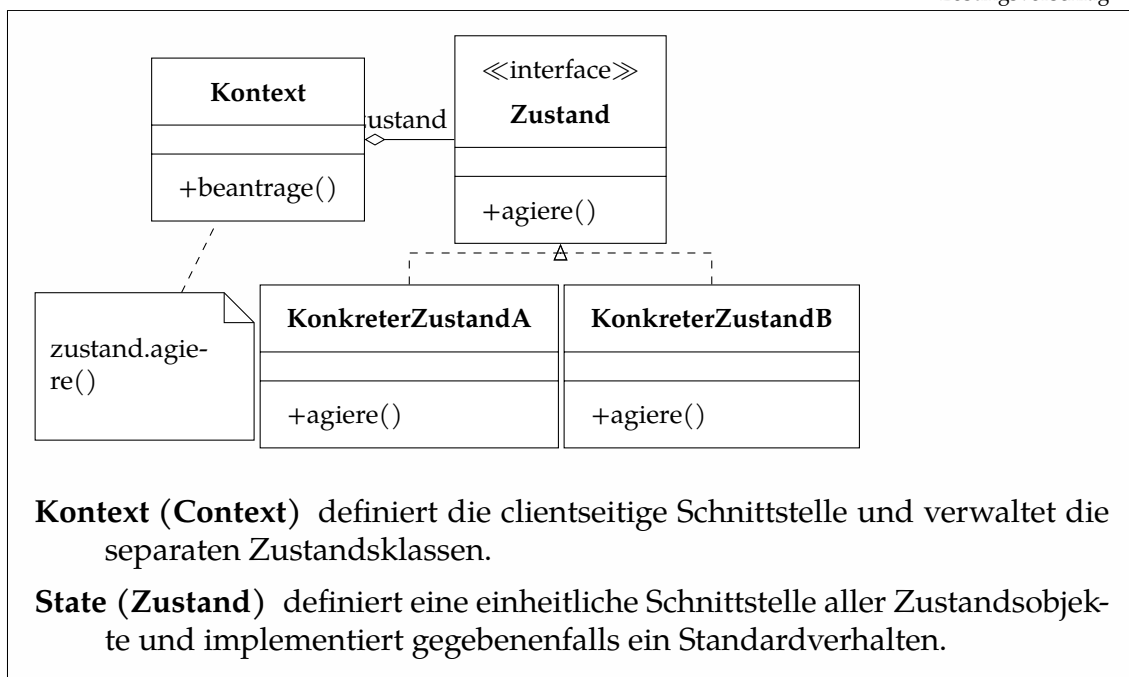 Kontext
≪interface≫
Zustand
zustand
+beantrage()
+agiere()
zustand.agie-
re()
KonkreterZustandA
KonkreterZustandB
+agiere()
+agiere()
Kontext (Context) definiert die clientseitige Schnittstelle und verwaltet die
separaten Zustandsklassen.
State (Zustand) definiert eine einheitliche Schnittstelle aller Zustandsobjek-
te und implementiert gegebenenfalls ein Standardverhalten.